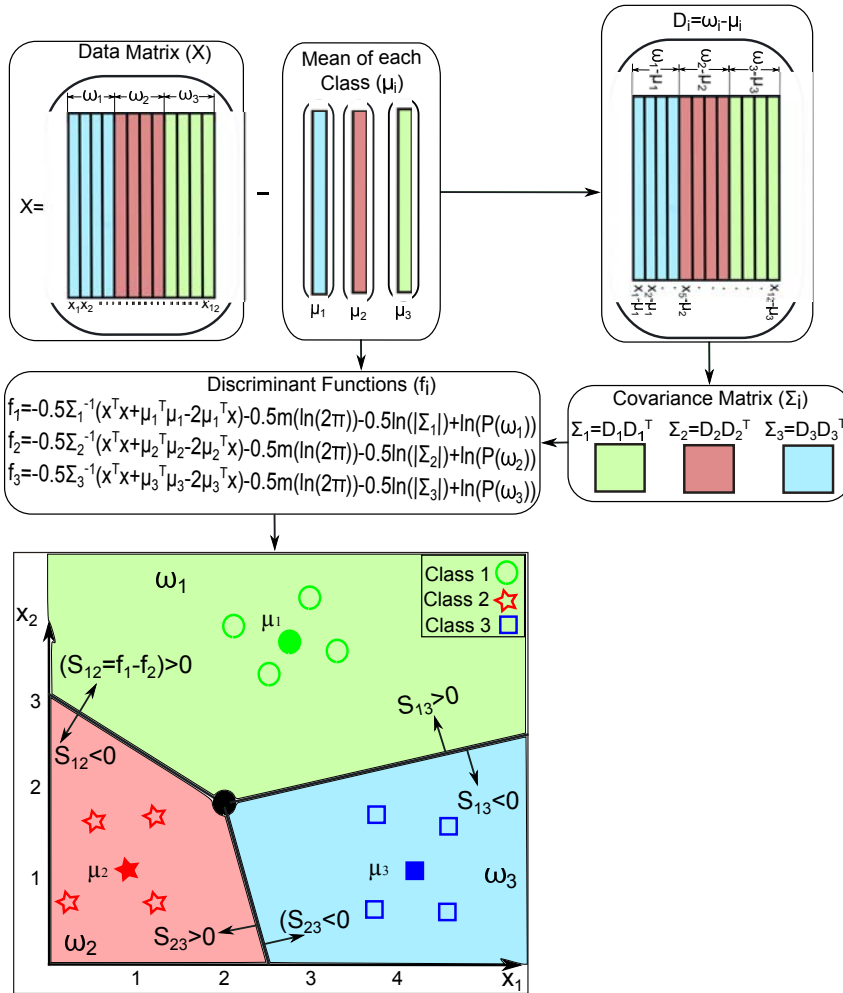 Data Matrix (X)
ω₁ ω₂ ω₃
X=
x₁ x₂ x₁₂
-
Mean of each
Class (μᵢ)
μ₁ μ₂ μ₃
Dᵢ=ωᵢ-μᵢ
ω₁-μ₁ ω₂-μ₂ ω₃-μ₃
x₁-μ₁ x₂-μ₁ x₅-μ₂ x₁₂-μ₃
Discriminant Functions (fᵢ)
f₁=-0.5Σ₁⁻¹(xᵀx+μ₁ᵀμ₁-2μ₁ᵀx)-0.5m(ln(2π))-0.5ln(|Σ₁|)+ln(P(ω₁))
f₂=-0.5Σ₂⁻¹(xᵀx+μ₂ᵀμ₂-2μ₂ᵀx)-0.5m(ln(2π))-0.5ln(|Σ₂|)+ln(P(ω₂))
f₃=-0.5Σ₃⁻¹(xᵀx+μ₃ᵀμ₃-2μ₃ᵀx)-0.5m(ln(2π))-0.5ln(|Σ₃|)+ln(P(ω₃))
Covariance Matrix (Σᵢ)
Σ₁=D₁D₁ᵀ Σ₂=D₂D₂ᵀ Σ₃=D₃D₃ᵀ
ω₁
Class 1
Class 2
Class 3
x₂
μ₁
(S₁₂=f₁-f₂)>0
3
S₁₃>0
S₁₂<0
2
S₁₃<0
1
μ₂
μ₃
ω₃
S₂₃>0
(S₂₃<0
ω₂
1 2 3 4 x₁